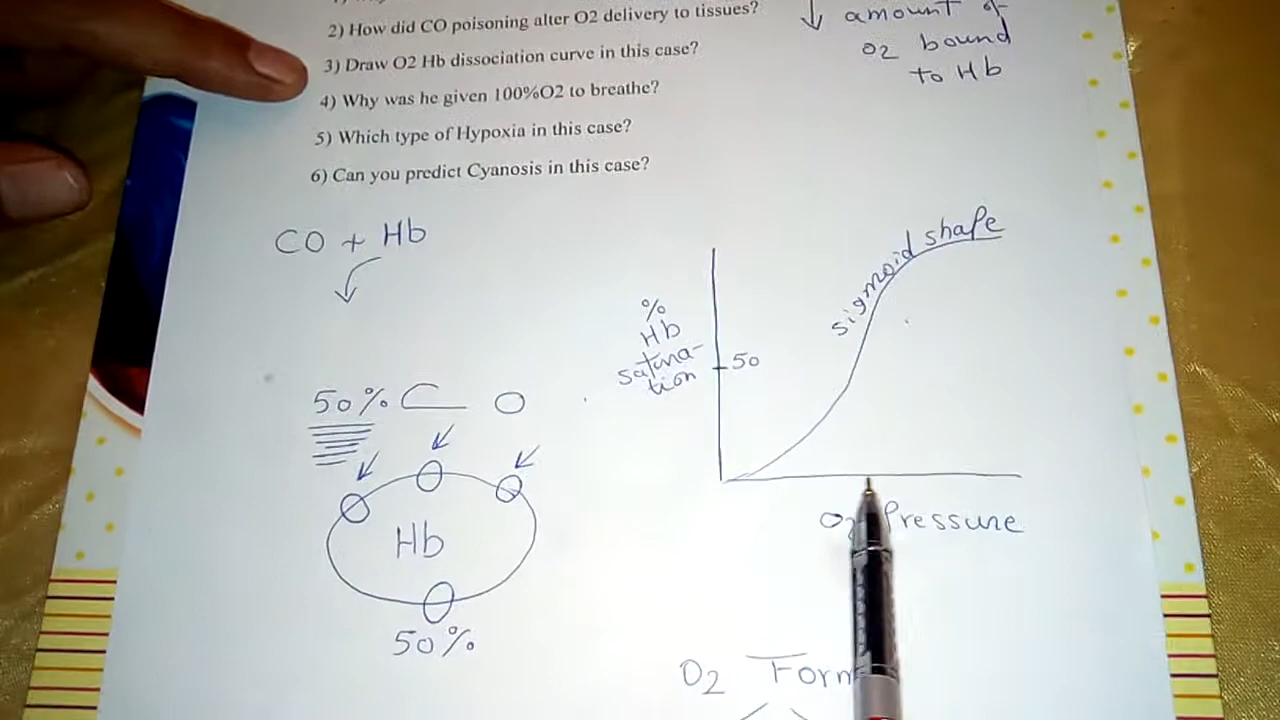 2) How did CO poisoning alter O2 delivery to tissues?
3) Draw O2 Hb dissociation curve in this case?
4) Why was he given 100%O2 to breathe?
5) Which type of Hypoxia in this case?
6) Can you predict Cyanosis in this case?
↓ amount of
O2 bound
to Hb
CO + Hb
50% C O
Hb
50%
%
Hb
satura-
tion
50
sigmoid shape
O2 Pressure
O2 Form